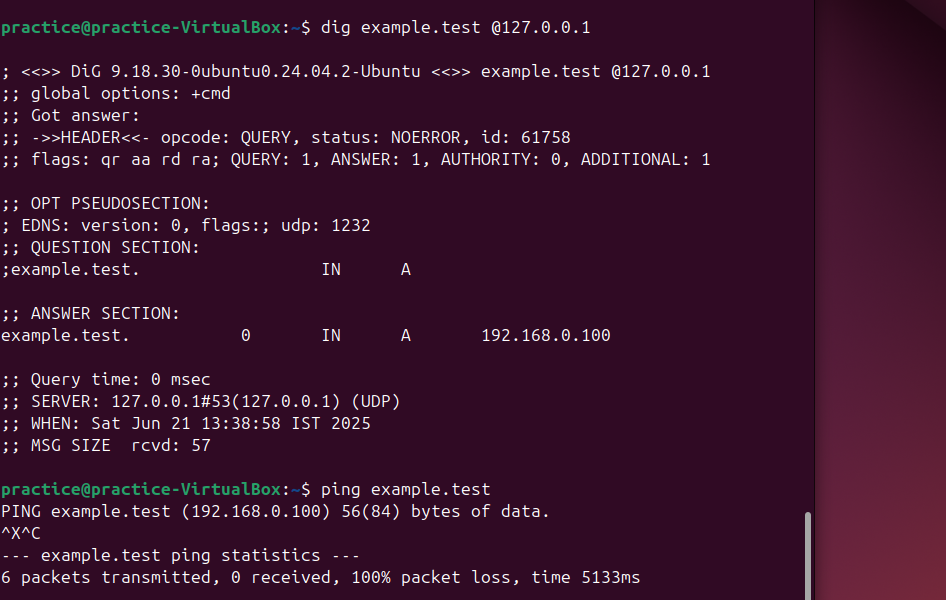 practice@practice-VirtualBox:~$ dig example.test @127.0.0.1
; <<>> DiG 9.18.30-0ubuntu0.24.04.2-Ubuntu <<>> example.test @127.0.0.1
;; global options: +cmd
;; Got answer:
;; ->>HEADER<<- opcode: QUERY, status: NOERROR, id: 61758
;; flags: qr aa rd ra; QUERY: 1, ANSWER: 1, AUTHORITY: 0, ADDITIONAL: 1
;; OPT PSEUDOSECTION:
; EDNS: version: 0, flags:; udp: 1232
;; QUESTION SECTION:
;example.test. IN A
;; ANSWER SECTION:
example.test. 0 IN A 192.168.0.100
;; Query time: 0 msec
;; SERVER: 127.0.0.1#53(127.0.0.1) (UDP)
;; WHEN: Sat Jun 21 13:38:58 IST 2025
;; MSG SIZE  rcvd: 57
practice@practice-VirtualBox:~$ ping example.test
PING example.test (192.168.0.100) 56(84) bytes of data.
^X^C
--- example.test ping statistics ---
6 packets transmitted, 0 received, 100% packet loss, time 5133ms